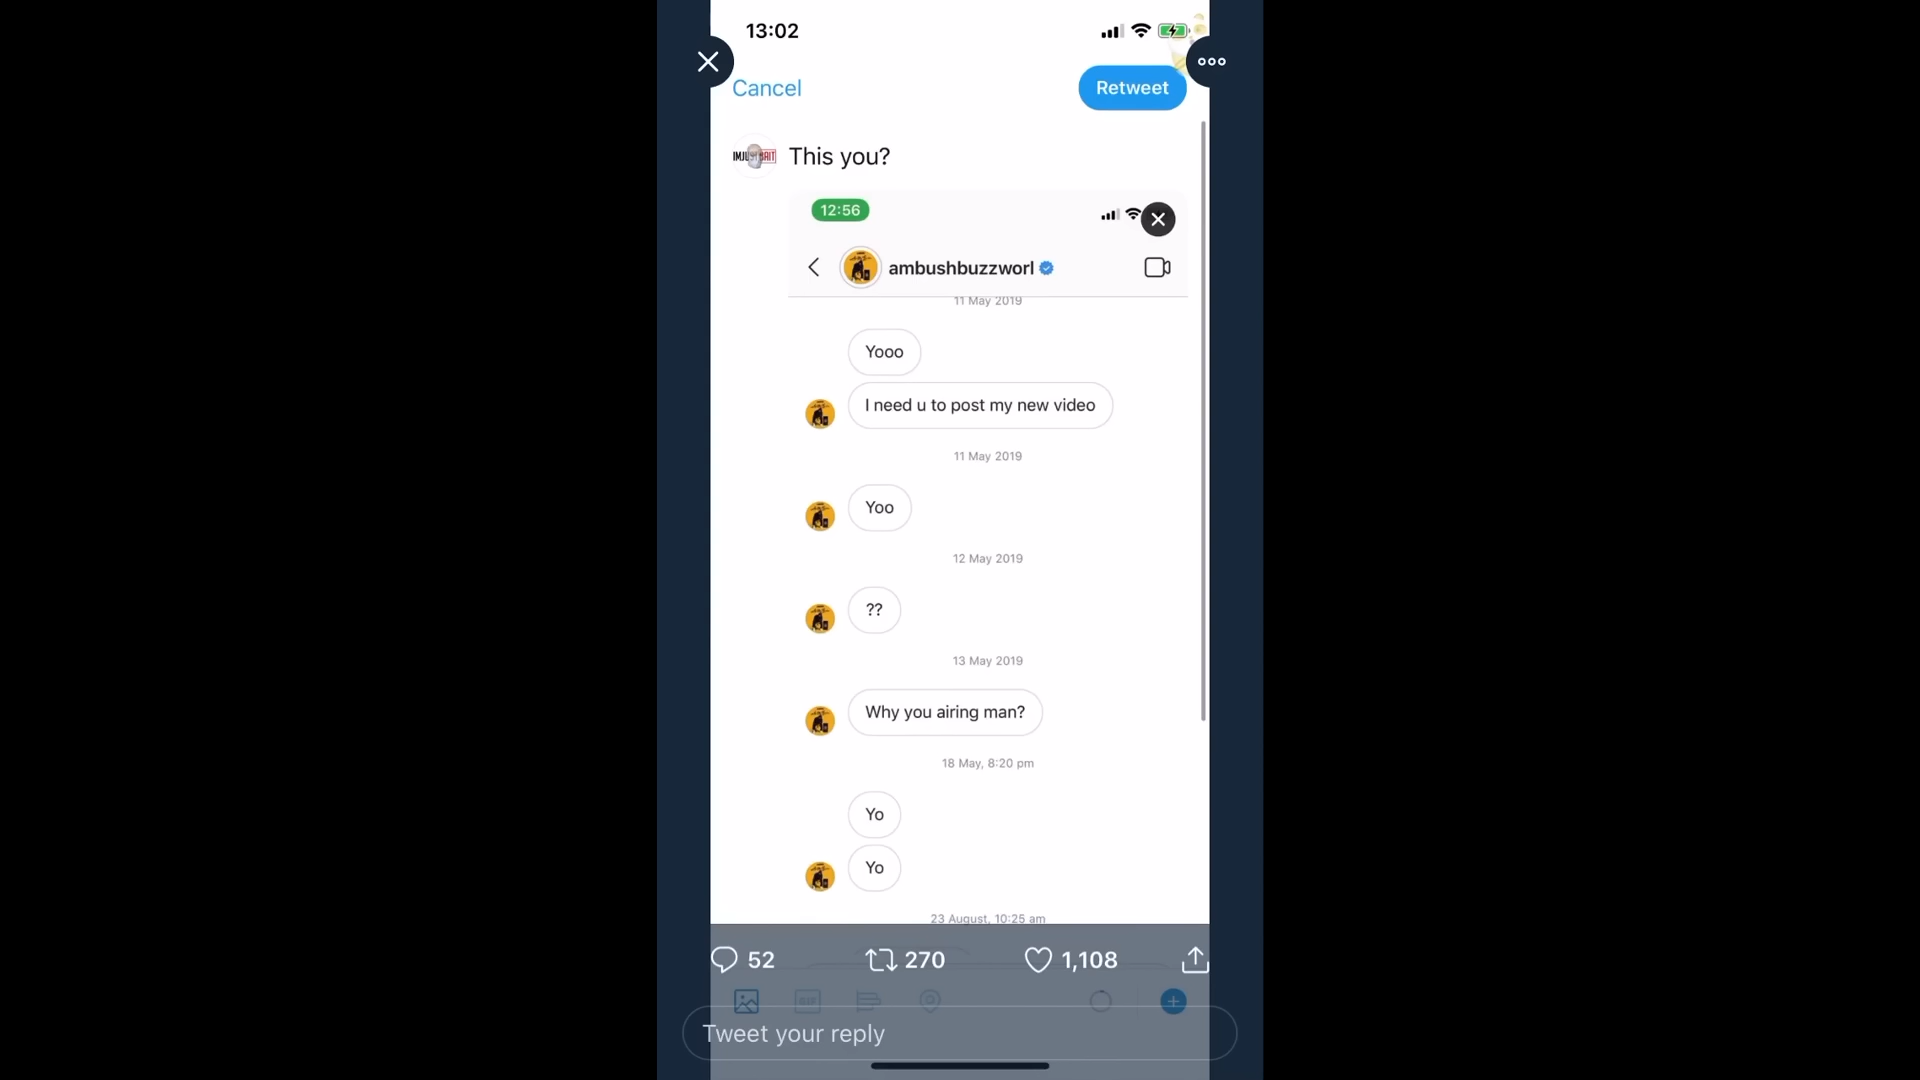 13:02
Cancel
Retweet
This you?
12:56
ambushbuzzworl
11 May 2019
Yooo
I need u to post my new video
11 May 2019
Yoo
12 May 2019
??
13 May 2019
Why you airing man?
18 May, 8:20 pm
Yo
Yo
23 August, 10:25 am
52
270
1,108
GIF
Tweet your reply